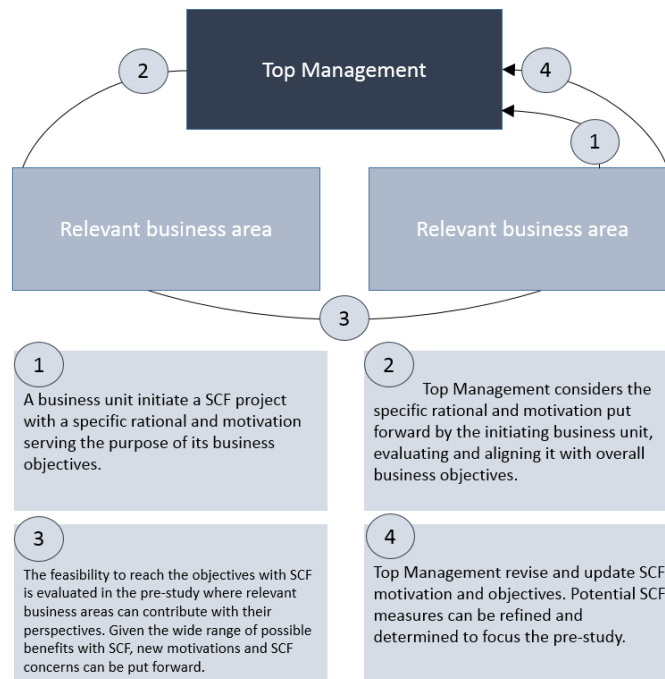 Top Management
2
4
1
Relevant business area
Relevant business area
3
1
A business unit initiate a SCF project
with a specific rational and motivation
serving the purpose of its business
objectives.
2
Top Management considers the
specific rational and motivation put
forward by the initiating business unit,
evaluating and aligning it with overall
business objectives.
3
The feasibility to reach the objectives with SCF
is evaluated in the pre-study where relevant
business areas can contribute with their
perspectives. Given the wide range of possible
benefits with SCF, new motivations and SCF
concerns can be put forward.
4
Top Management revise and update SCF
motivation and objectives. Potential SCF
measures can be refined and
determined to focus the pre-study.